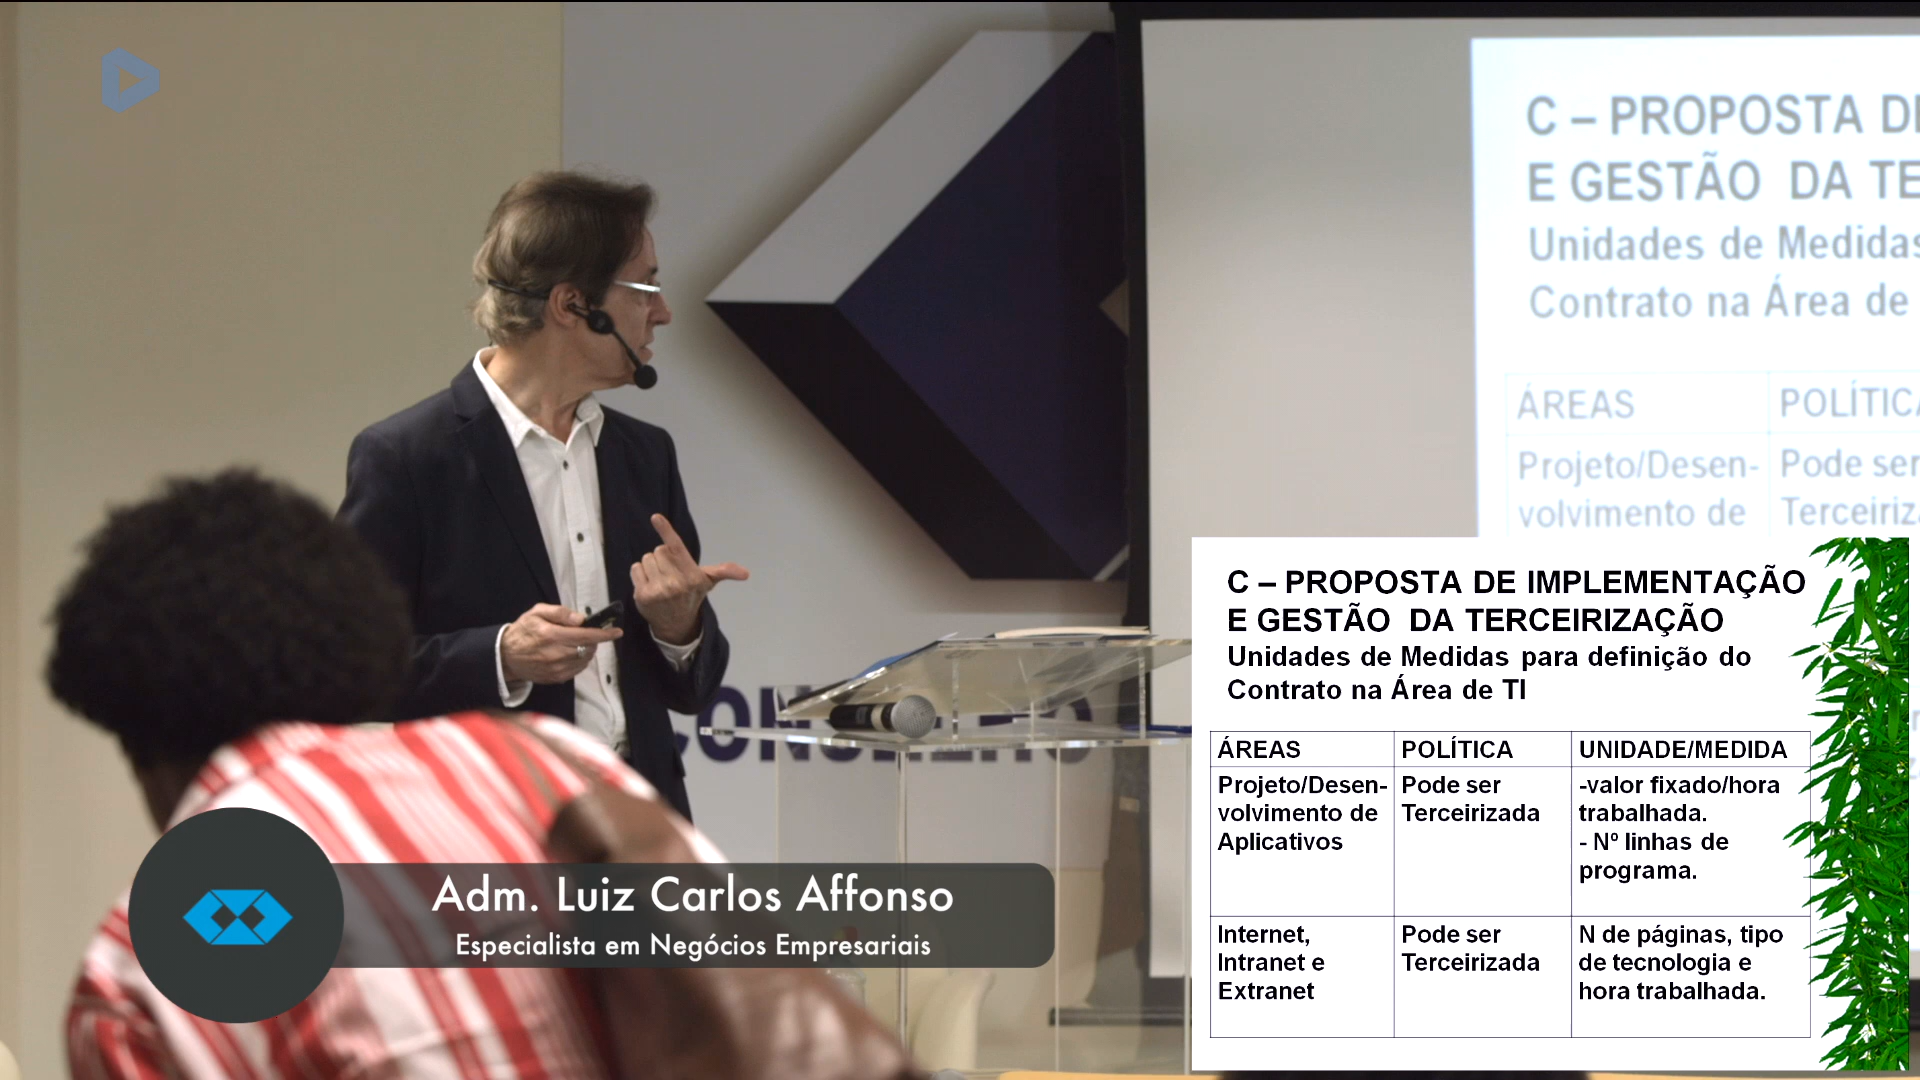 C – PROPOSTA DE
E GESTÃO DA TE
Unidades de Medidas
Contrato na Área de
ÁREAS
POLÍTICA
Projeto/Desen-
volvimento de
Pode ser
Terceiriz
CONSELHO
C – PROPOSTA DE IMPLEMENTAÇÃO
E GESTÃO DA TERCEIRIZAÇÃO
Unidades de Medidas para definição do
Contrato na Área de TI
ÁREAS
POLÍTICA
UNIDADE/MEDIDA
Projeto/Desen-
volvimento de
Aplicativos
Pode ser
Terceirizada
-valor fixado/hora
trabalhada.
- Nº linhas de
programa.
Internet,
Intranet e
Extranet
Pode ser
Terceirizada
N de páginas, tipo
de tecnologia e
hora trabalhada.
Adm. Luiz Carlos Affonso
Especialista em Negócios Empresariais